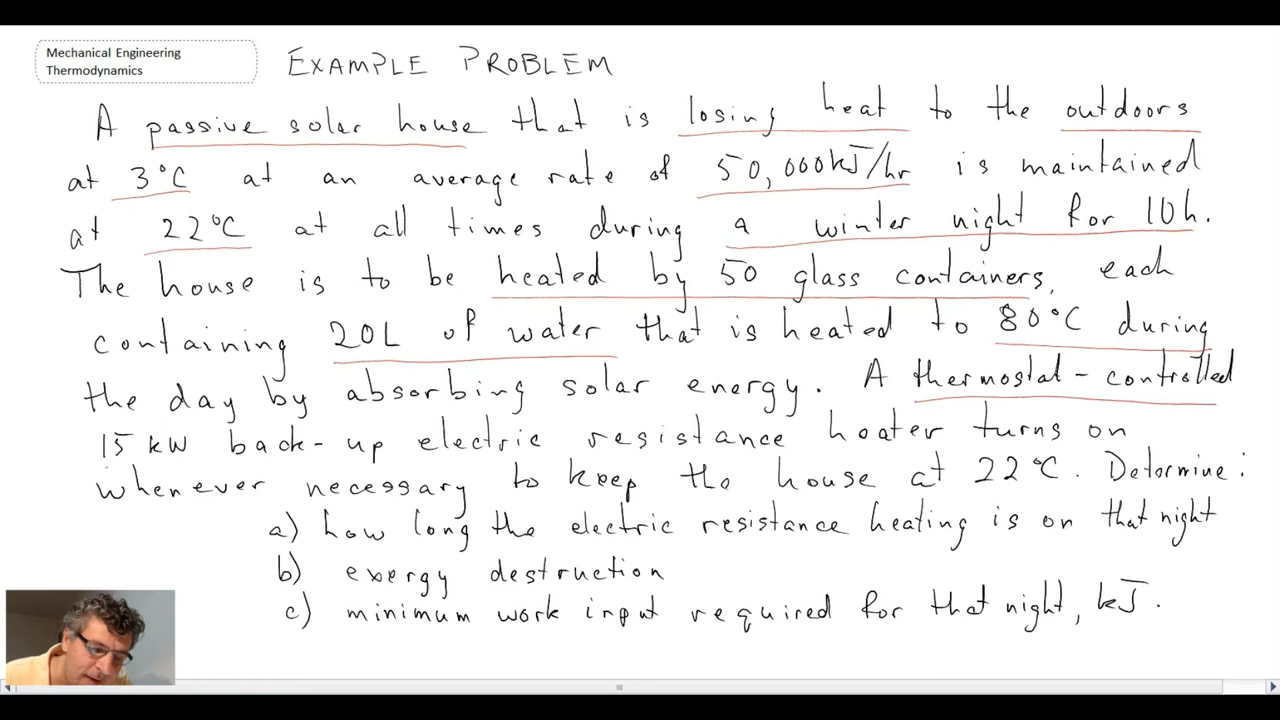 Mechanical Engineering
Thermodynamics
EXAMPLE PROBLEM
A passive solar house that is losing heat to the outdoors
at 3°C at an average rate of 50,000kJ/hr is maintained
at 22°C at all times during a winter night for 10h.
The house is to be heated by 50 glass containers, each
containing 20L of water that is heated to 80°C during
the day by absorbing solar energy. A thermostat-controlled
15 kW back-up electric resistance heater turns on
whenever necessary to keep the house at 22°C. Determine:
a) how long the electric resistance heating is on that night
b) exergy destruction
c) minimum work input required for that night, kJ.